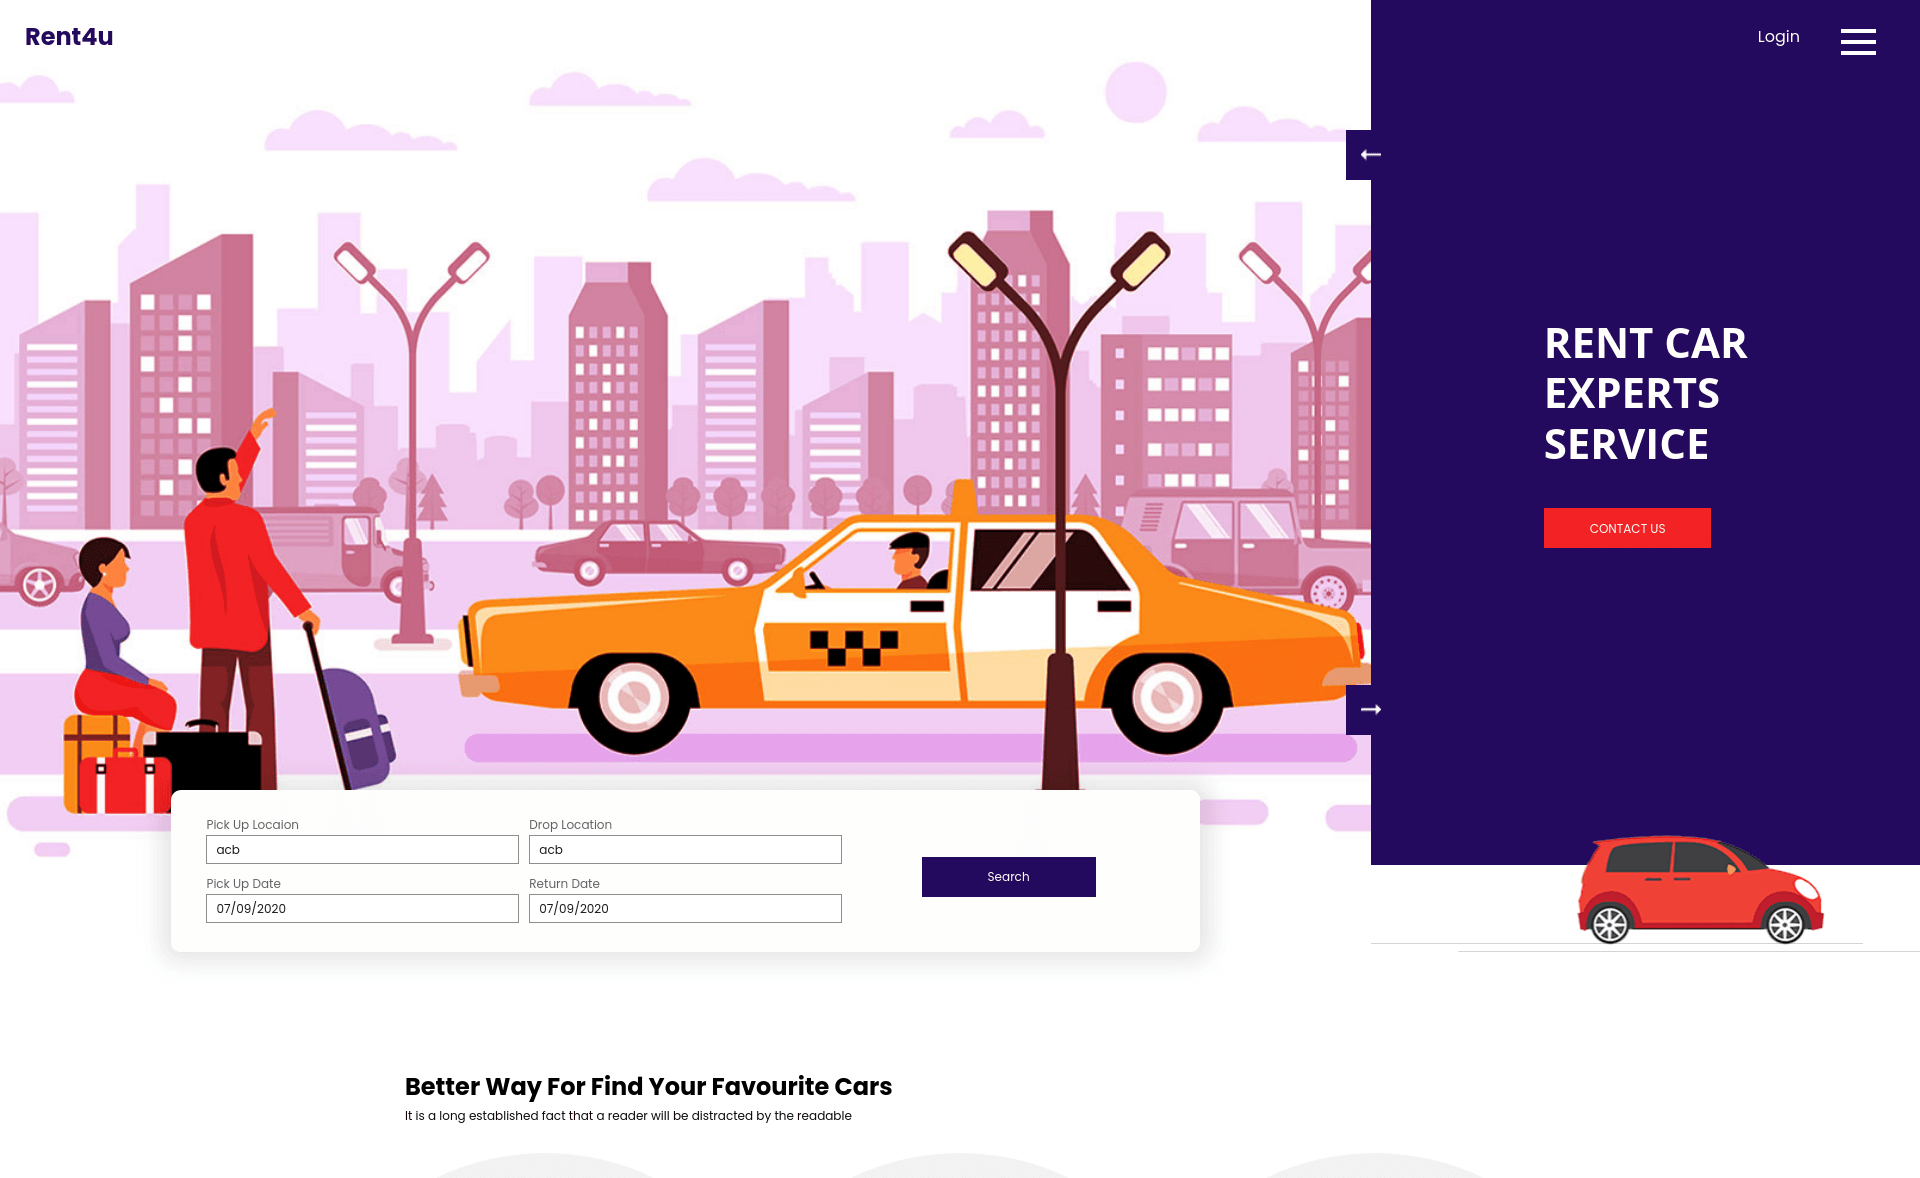 Rent4u
Login
RENT CAR
EXPERTS
SERVICE
CONTACT US
Pick Up Locaion
Drop Location
acb
acb
Pick Up Date
Return Date
07/09/2020
07/09/2020
Search
Better Way For Find Your Favourite Cars
It is a long established fact that a reader will be distracted by the readable